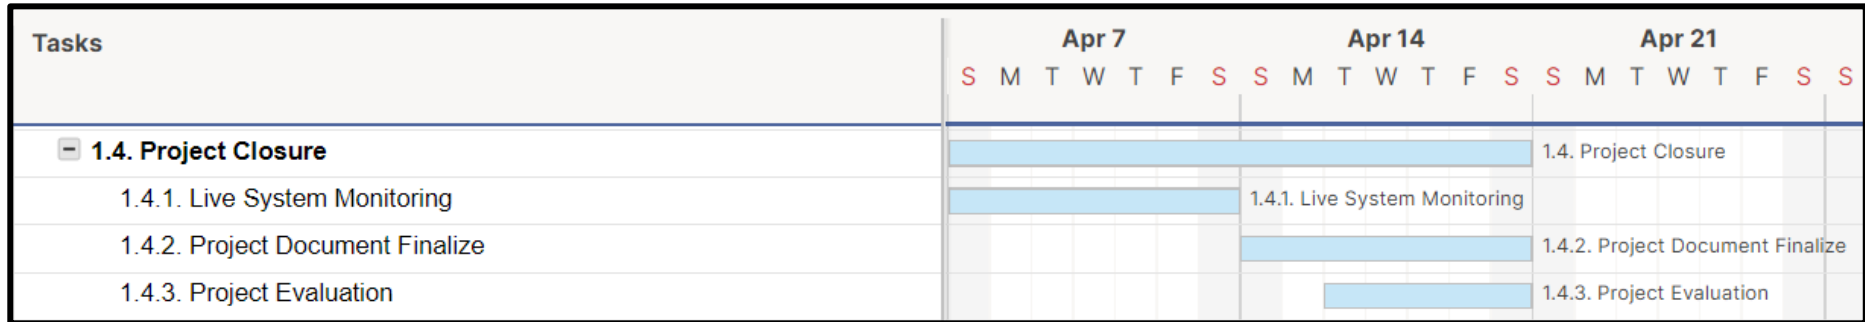 Tasks
Apr 7 Apr 14 Apr 21
S M T W T F S S M T W T F S S M T W T F S S
1.4. Project Closure 1.4. Project Closure
1.4.1. Live System Monitoring 1.4.1. Live System Monitoring
1.4.2. Project Document Finalize 1.4.2. Project Document Finalize
1.4.3. Project Evaluation 1.4.3. Project Evaluation